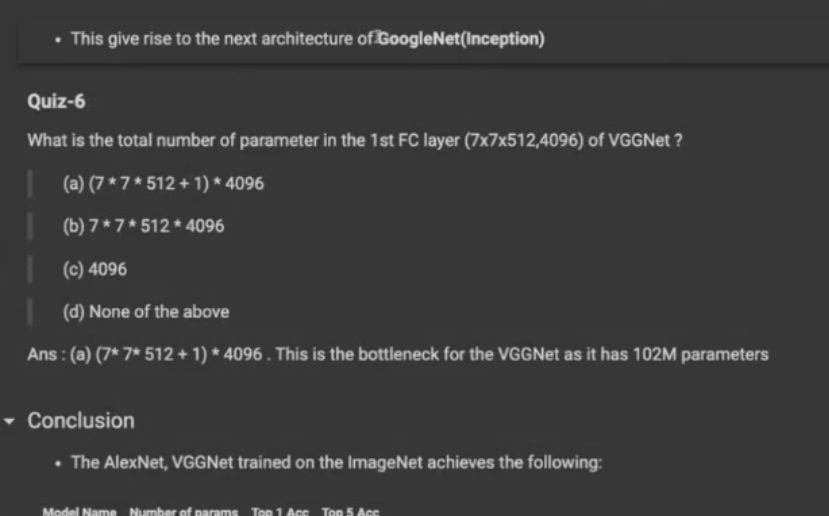 • This give rise to the next architecture of GoogleNet(Inception)
Quiz-6
What is the total number of parameter in the 1st FC layer (7x7x512,4096) of VGGNet ?
(a) (7 * 7 * 512 + 1) * 4096
(b) 7 * 7 * 512 * 4096
(c) 4096
(d) None of the above
Ans : (a) (7* 7* 512 + 1) * 4096 . This is the bottleneck for the VGGNet as it has 102M parameters
Conclusion
• The AlexNet, VGGNet trained on the ImageNet achieves the following:
Model Name Number of params Top 1 Acc Top 5 Acc